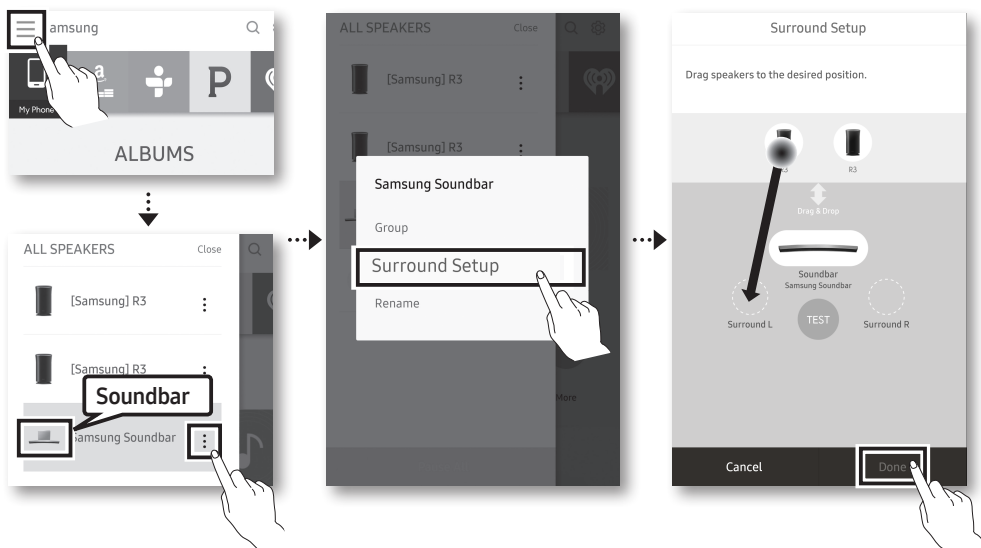 amsung
a
P
My Phone
ALBUMS
ALL SPEAKERS Close
[Samsung] R3
[Samsung] R3
Soundbar
Samsung Soundbar
ALL SPEAKERS Close
[Samsung] R3
[Samsung] R3
Samsung Soundbar
Group
Surround Setup
Rename
More
Surround Setup
Drag speakers to the desired position.
R3 R3
Drag & Drop
Soundbar
Samsung Soundbar
Surround L TEST Surround R
Cancel Done